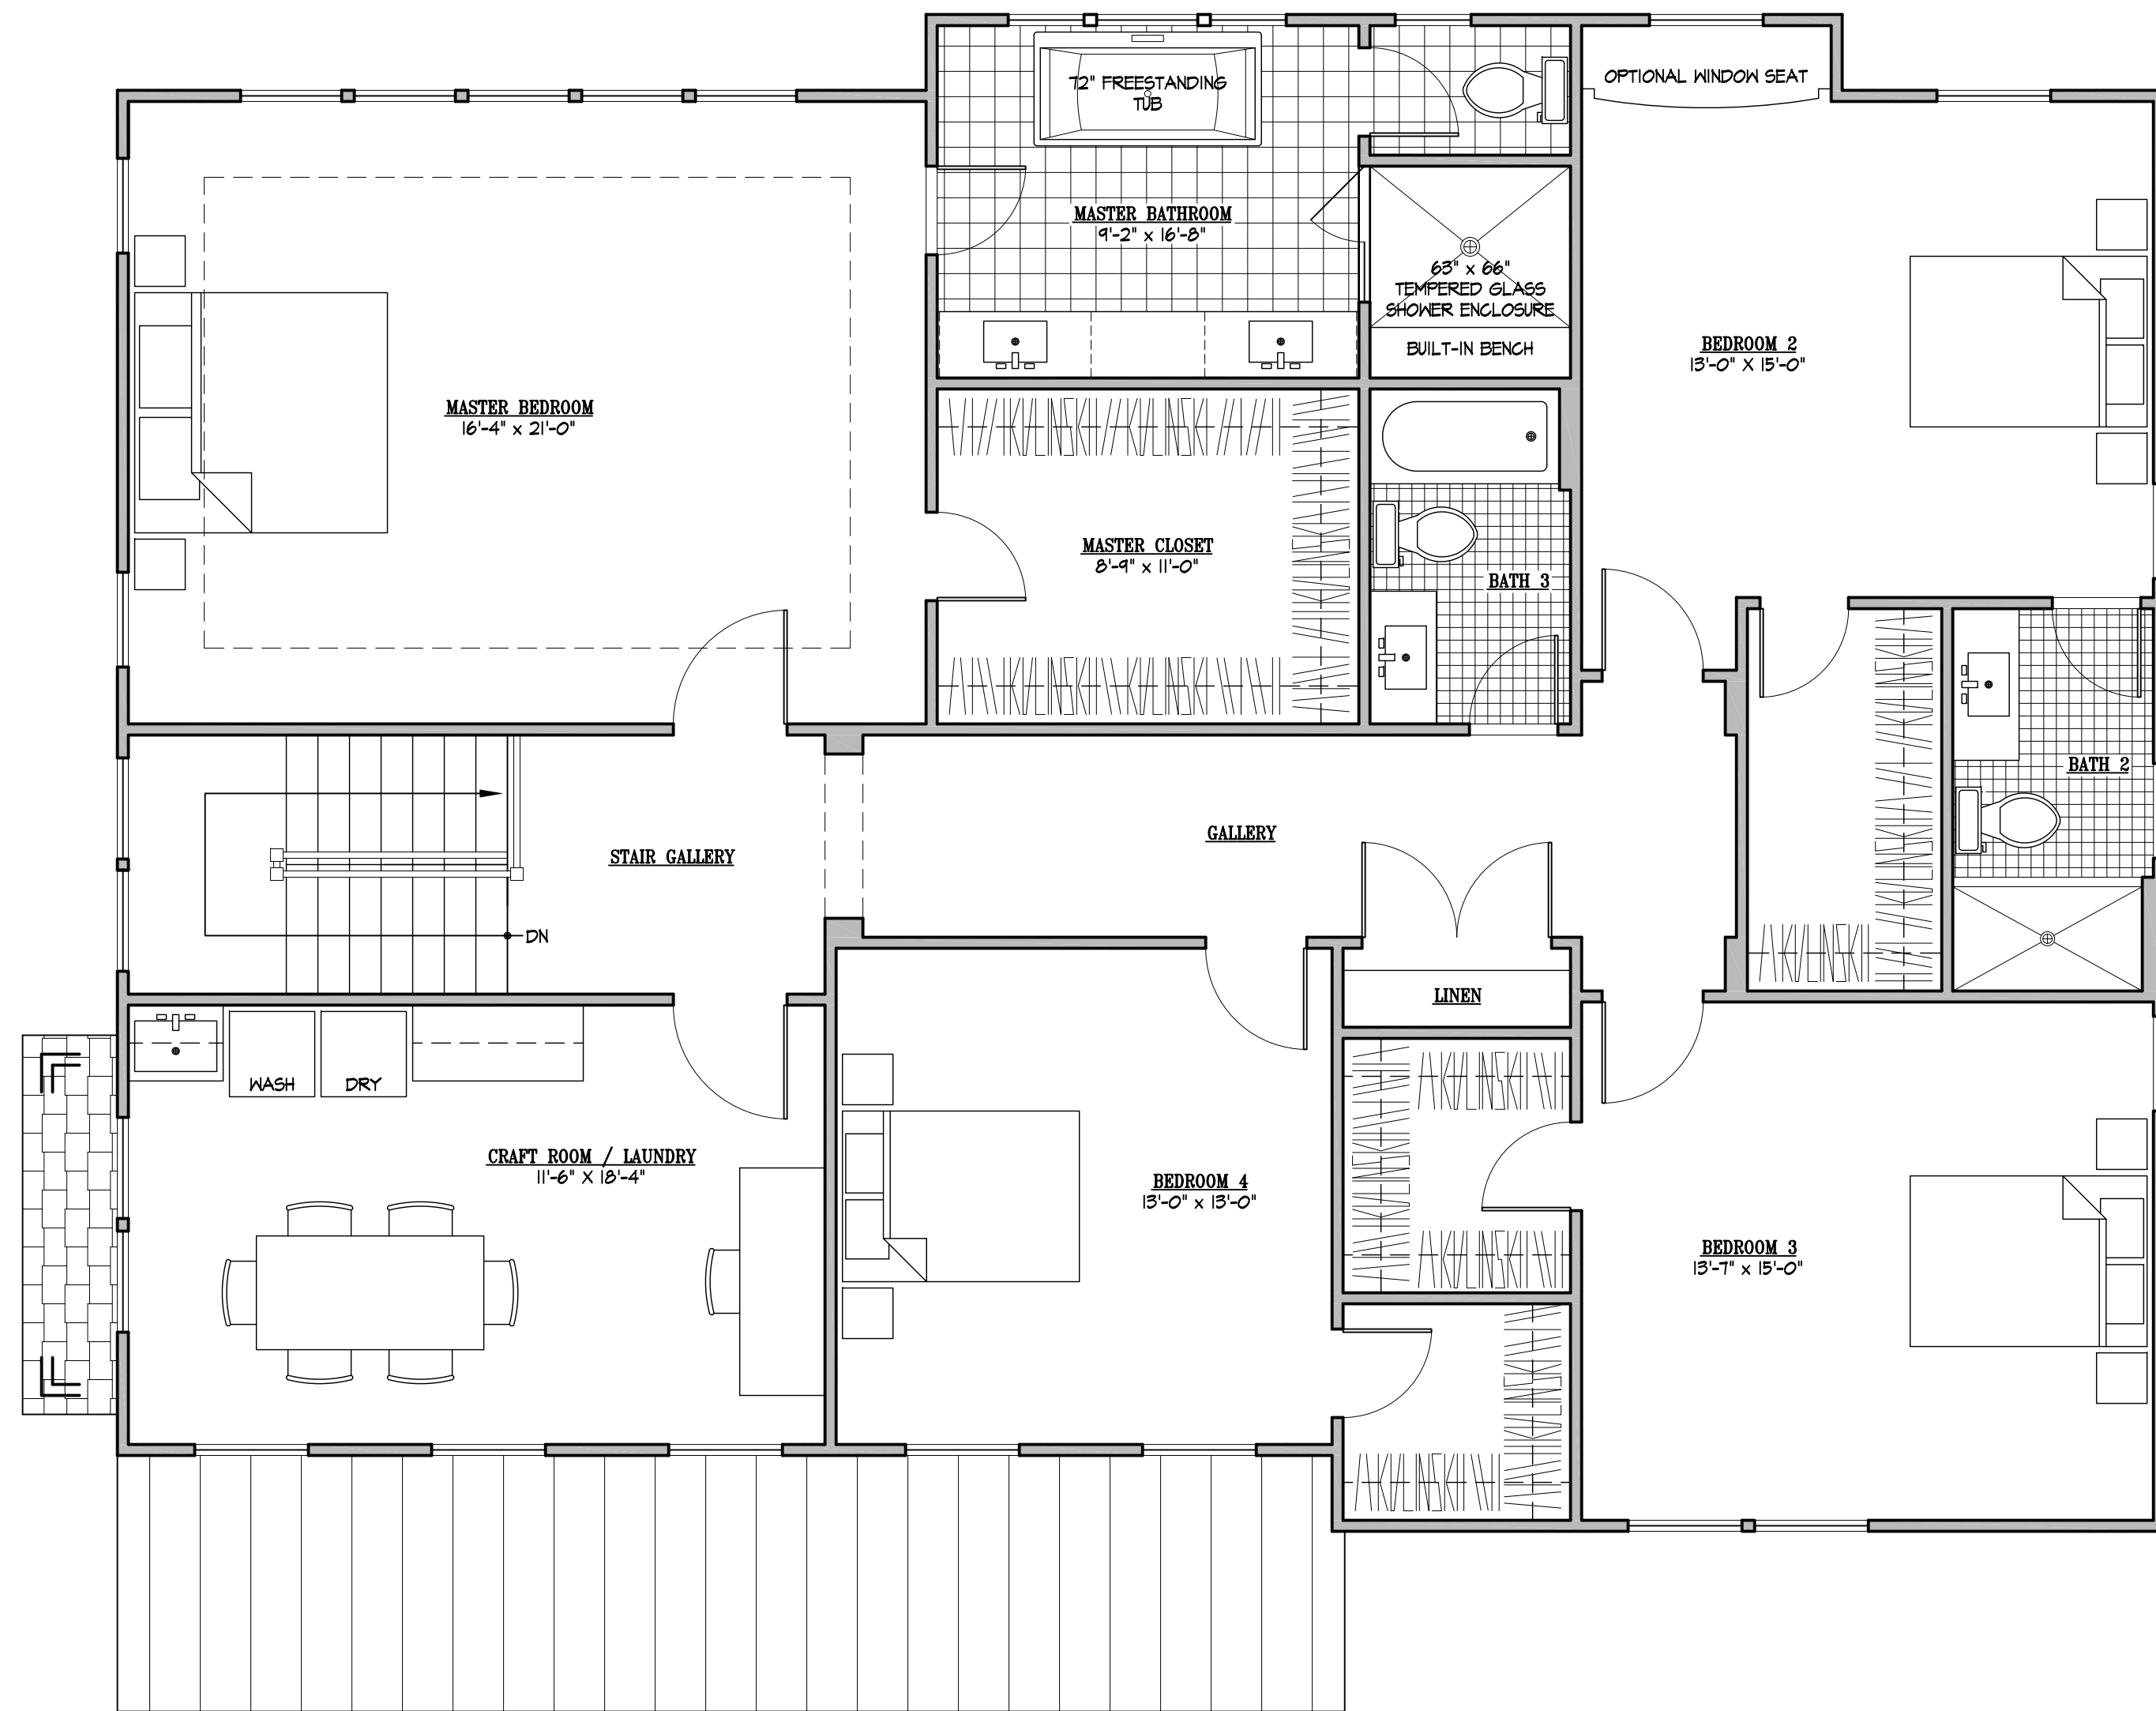 72" FREESTANDING
TUB
OPTIONAL WINDOW SEAT
MASTER BATHROOM
9'-2" x 16'-8"
63" x 66"
TEMPERED GLASS
SHOWER ENCLOSURE
BUILT-IN BENCH
BEDROOM 2
13'-0" X 15'-0"
MASTER BEDROOM
16'-4" x 21'-0"
MASTER CLOSET
8'-9" x 11'-0"
BATH 3
BATH 2
GALLERY
STAIR GALLERY
DN
LINEN
WASH
DRY
CRAFT ROOM / LAUNDRY
11'-6" X 18'-4"
BEDROOM 4
13'-0" x 13'-0"
BEDROOM 3
13'-7" x 15'-0"